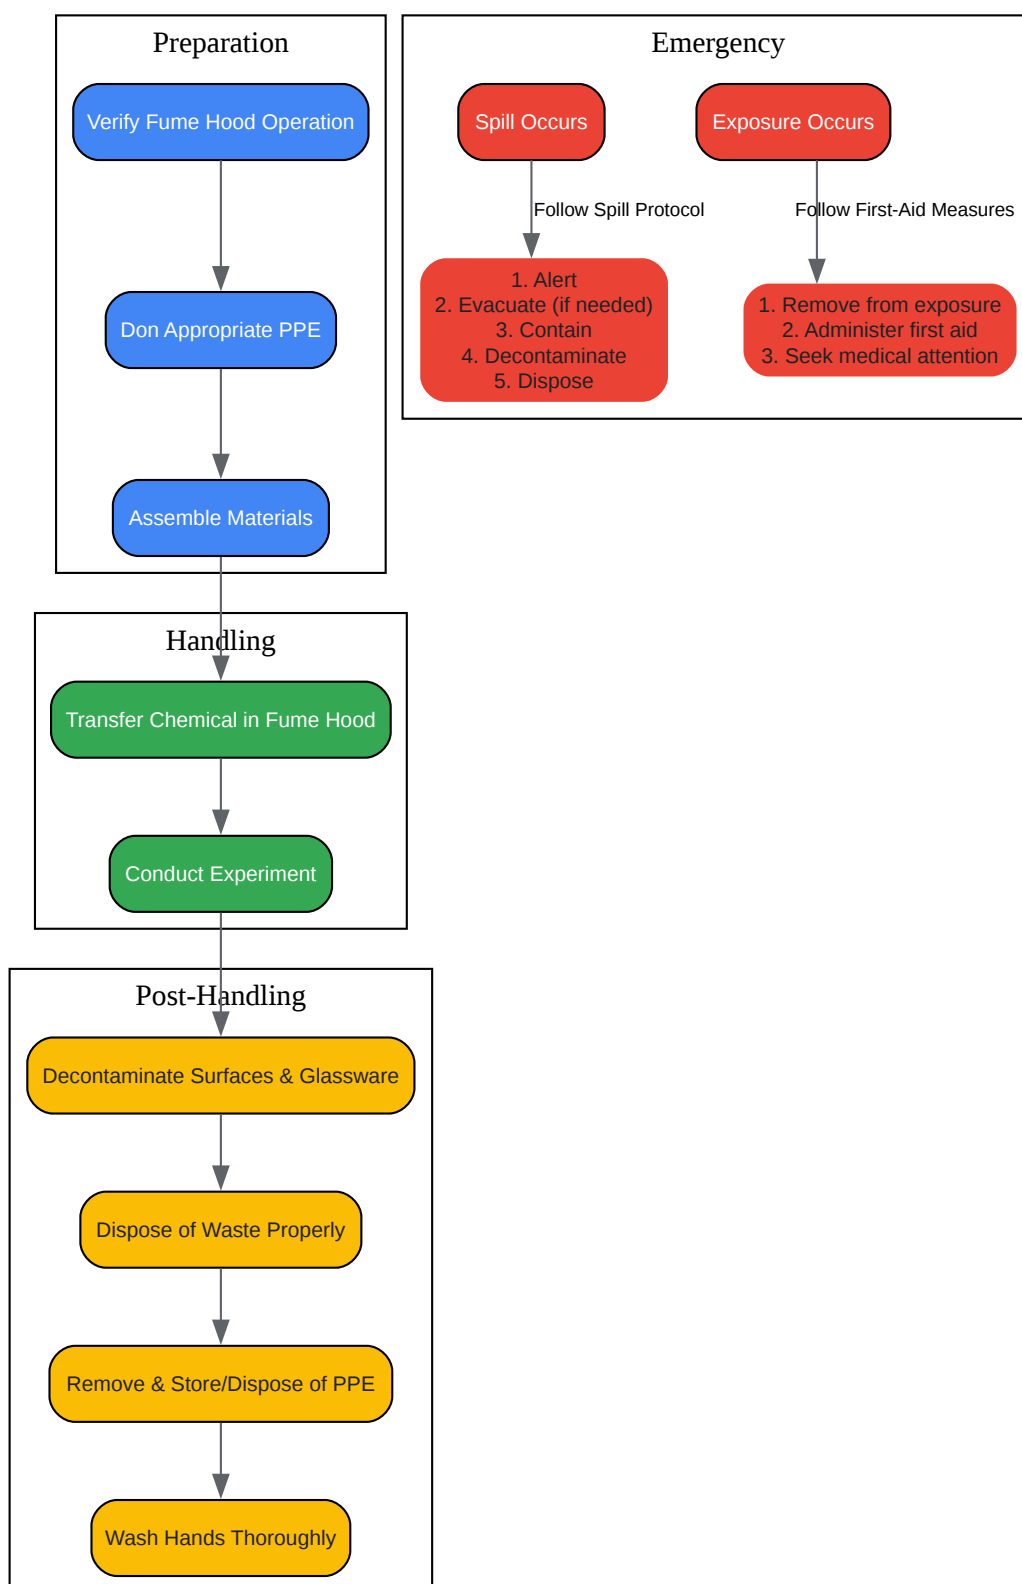 Preparation
Verify Fume Hood Operation
Don Appropriate PPE
Assemble Materials
Emergency
Spill Occurs
Follow Spill Protocol
1. Alert
2. Evacuate (if needed)
3. Contain
4. Decontaminate
5. Dispose
Exposure Occurs
Follow First-Aid Measures
1. Remove from exposure
2. Administer first aid
3. Seek medical attention
Handling
Transfer Chemical in Fume Hood
Conduct Experiment
Post-Handling
Decontaminate Surfaces & Glassware
Dispose of Waste Properly
Remove & Store/Dispose of PPE
Wash Hands Thoroughly